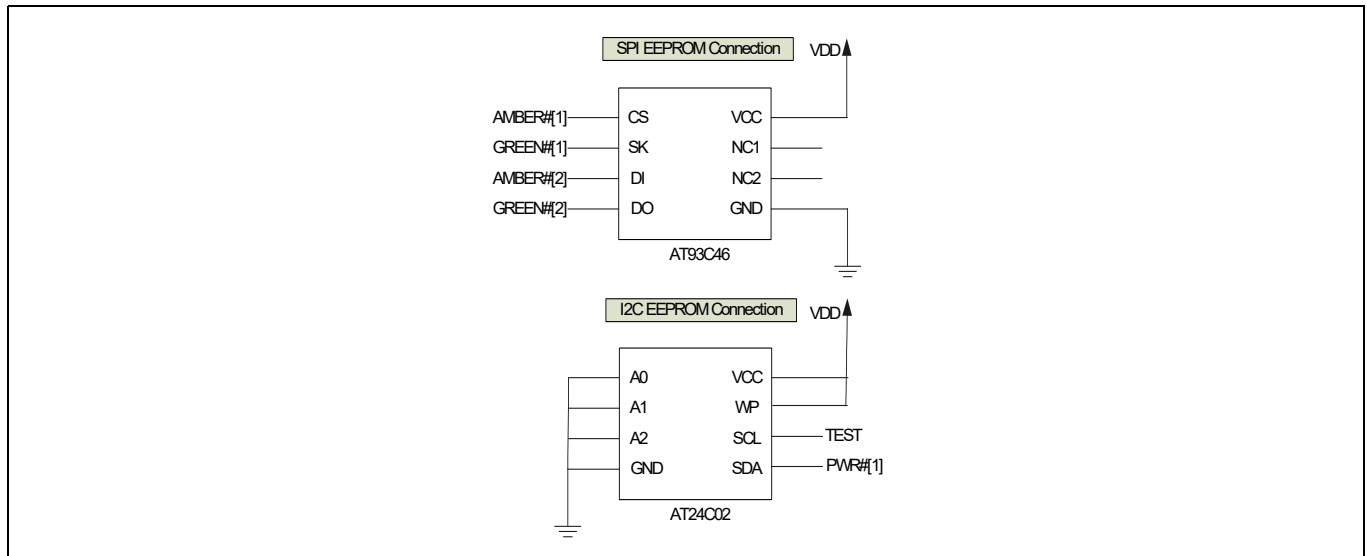 SPI EEPROM Connection
VDD
AMBER#[1] CS VCC
GREEN#[1] SK NC1
AMBER#[2] DI NC2
GREEN#[2] DO GND
AT93C46
I2C EEPROM Connection
VDD
A0 VCC
A1 WP
A2 SCL TEST
GND SDA PWR#[1]
AT24C02